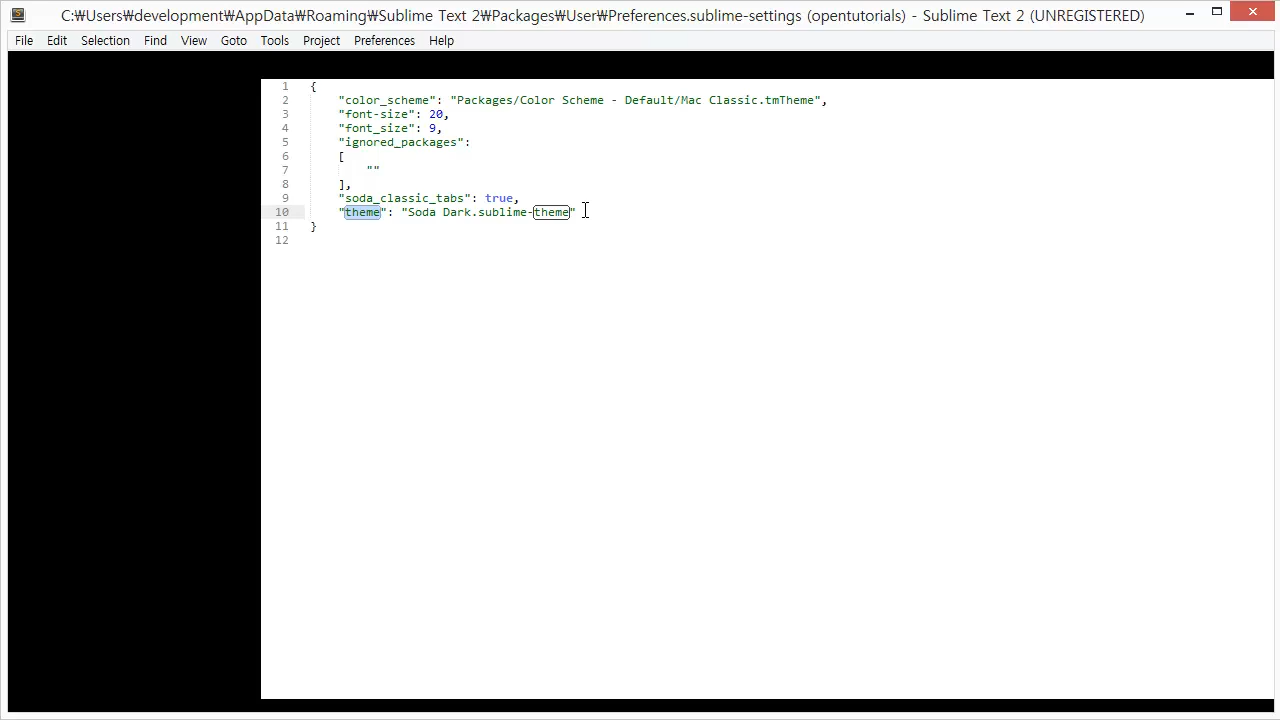 C:₩Users₩development₩AppData₩Roaming₩Sublime Text 2₩Packages₩User₩Preferences.sublime-settings (opentutorials) - Sublime Text 2 (UNREGISTERED)
File Edit Selection Find View Goto Tools Project Preferences Help
1 {
2 "color_scheme": "Packages/Color Scheme - Default/Mac Classic.tmTheme",
3 "font-size": 20,
4 "font_size": 9,
5 "ignored_packages":
6 [
7 ""
8 ],
9 "soda_classic_tabs": true,
10 "theme": "Soda Dark.sublime-theme"
11 }
12